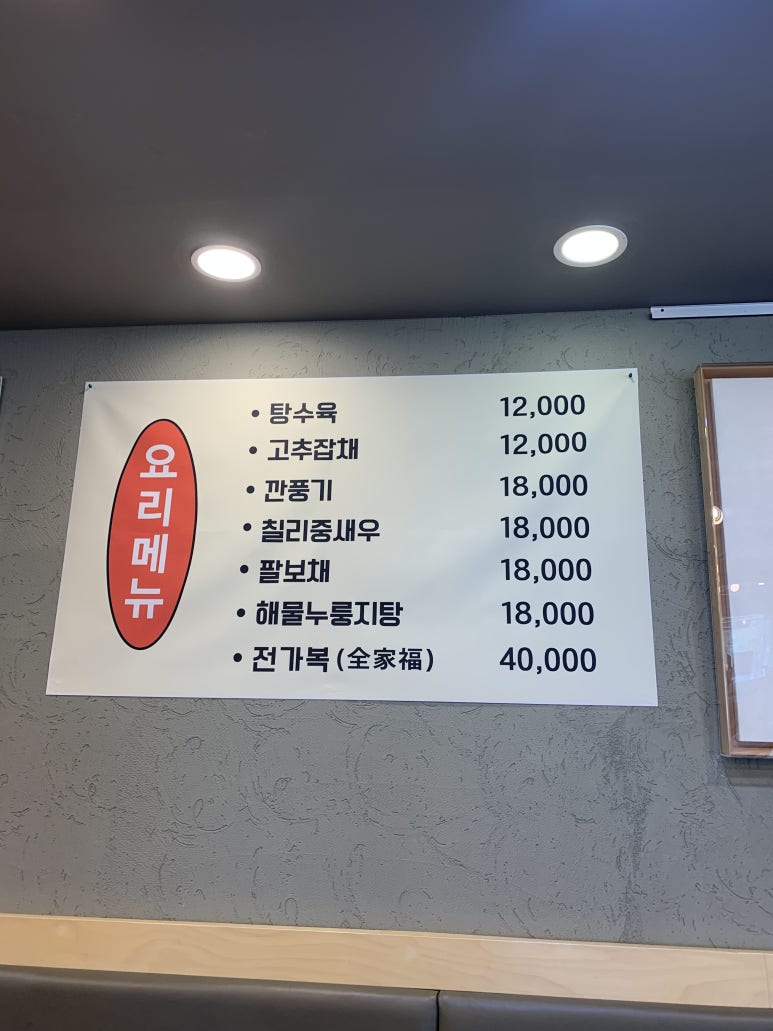 요리메뉴
• 탕수육 12,000
• 고추잡채 12,000
• 깐풍기 18,000
• 칠리중새우 18,000
• 팔보채 18,000
• 해물누룽지탕 18,000
• 전가복(全家福) 40,000